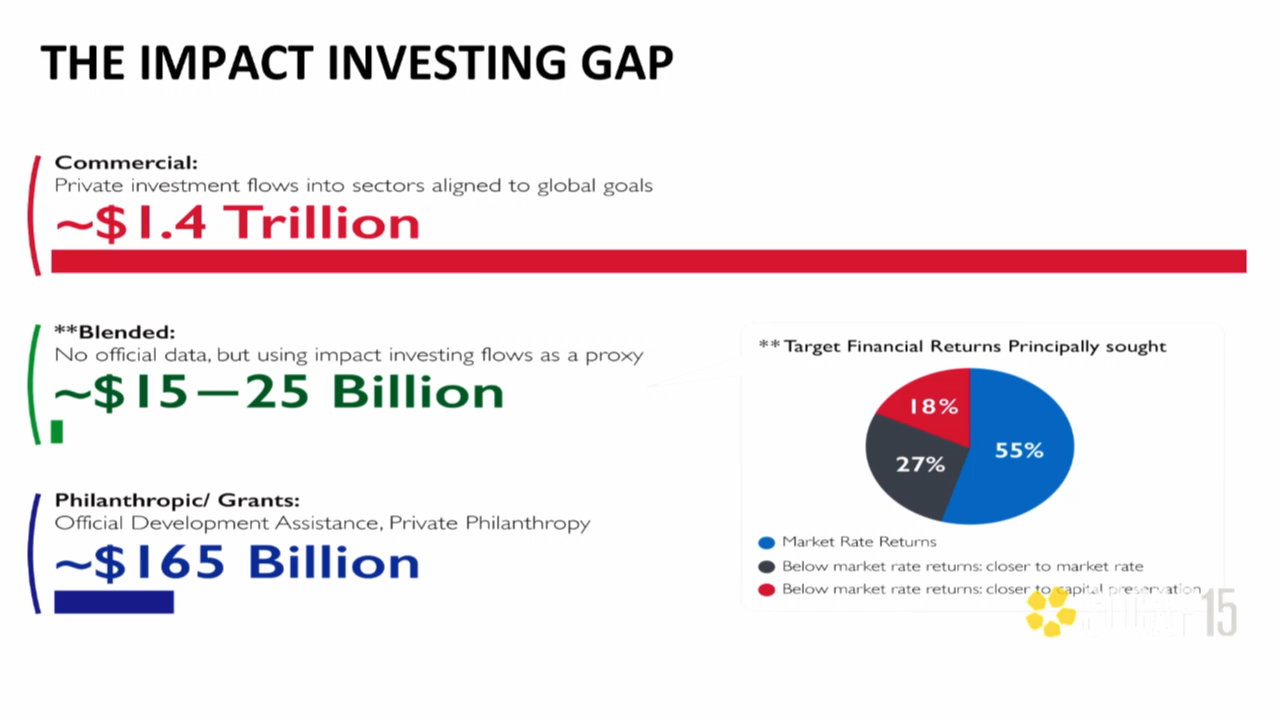 THE IMPACT INVESTING GAP
Commercial:
Private investment flows into sectors aligned to global goals
~$1.4 Trillion
**Blended:
No official data, but using impact investing flows as a proxy
~$15—25 Billion
Philanthropic/ Grants:
Official Development Assistance, Private Philanthropy
~$165 Billion
** Target Financial Returns Principally sought
18%
55%
27%
Market Rate Returns
Below market rate returns: closer to market rate
Below market rate returns: closer to capital preservation
15